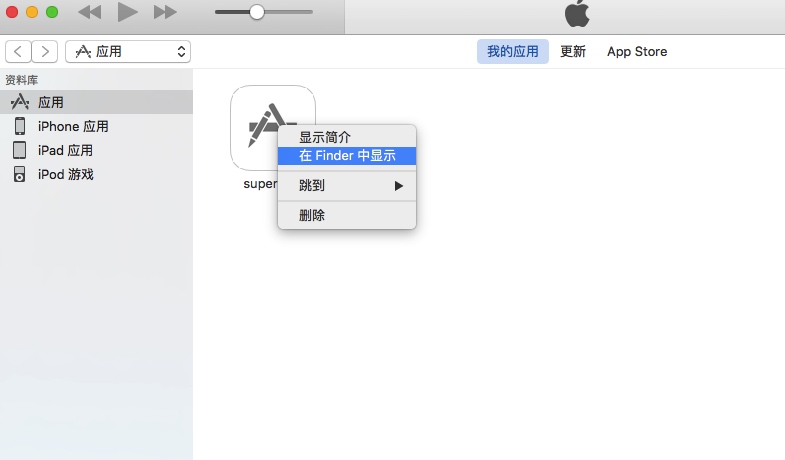 应用
我的应用
更新
App Store
资料库
应用
iPhone 应用
iPad 应用
iPod 游戏
super
显示简介
在 Finder 中显示
跳到
删除